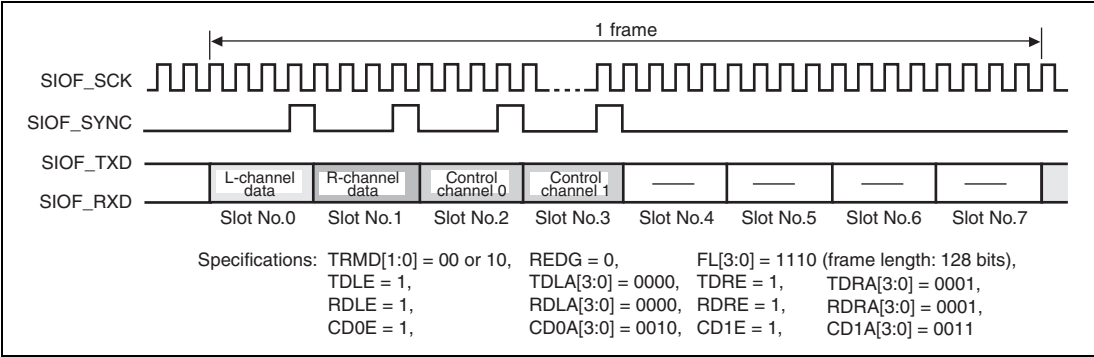 1 frame
SIOF_SCK
SIOF_SYNC
SIOF_TXD
SIOF_RXD
L-channel data
R-channel data
Control channel 0
Control channel 1
Slot No.0 Slot No.1 Slot No.2 Slot No.3 Slot No.4 Slot No.5 Slot No.6 Slot No.7
Specifications: TRMD[1:0] = 00 or 10, REDG = 0, FL[3:0] = 1110 (frame length: 128 bits),
TDLE = 1, TDLA[3:0] = 0000, TDRE = 1, TDRA[3:0] = 0001,
RDLE = 1, RDLA[3:0] = 0000, RDRE = 1, RDRA[3:0] = 0001,
CD0E = 1, CD0A[3:0] = 0010, CD1E = 1, CD1A[3:0] = 0011